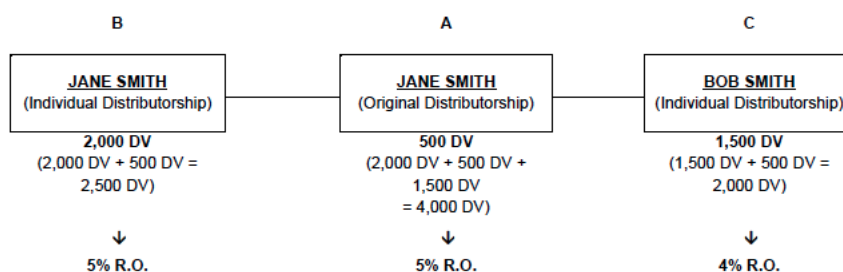 B
A
C
JANE SMITH
(Individual Distributorship)
JANE SMITH
(Original Distributorship)
BOB SMITH
(Individual Distributorship)
2,000 DV
(2,000 DV + 500 DV =
2,500 DV)
500 DV
(2,000 DV + 500 DV +
1,500 DV
= 4,000 DV)
1,500 DV
(1,500 DV + 500 DV =
2,000 DV)
↓
↓
↓
5% R.O.
5% R.O.
4% R.O.